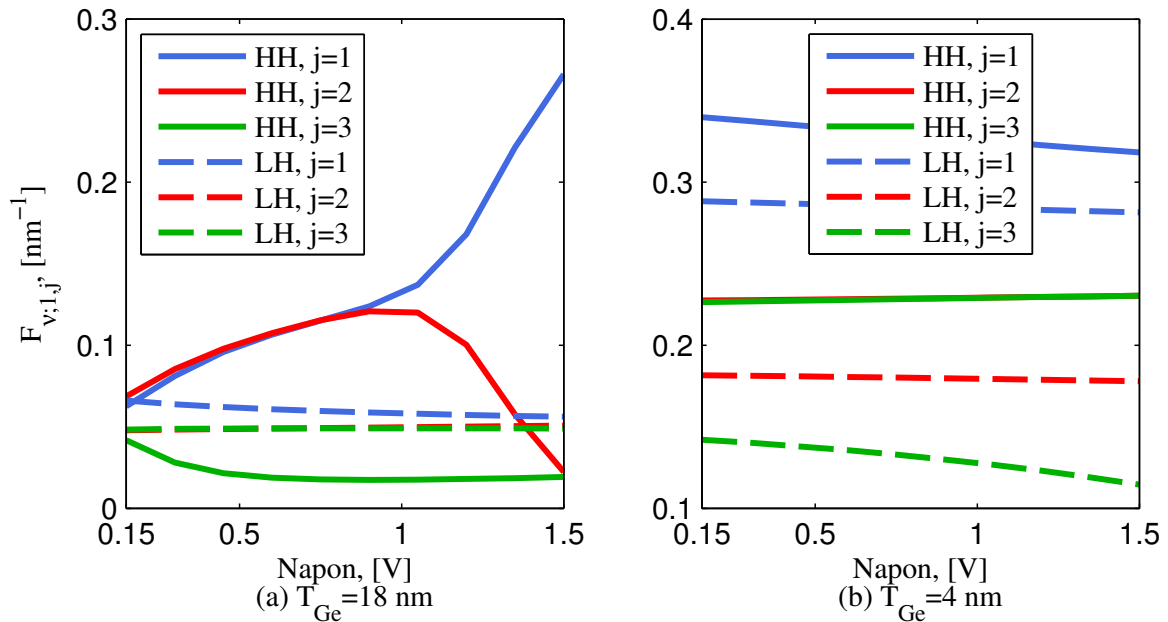 0.3
0.2
0.1
0
F_{ν;1,j}, [nm⁻¹]
HH, j=1
HH, j=2
HH, j=3
LH, j=1
LH, j=2
LH, j=3
0.15 0.5 1 1.5
Napon, [V]
(a) T_{Ge}=18 nm
0.4
0.3
0.2
0.1
HH, j=1
HH, j=2
HH, j=3
LH, j=1
LH, j=2
LH, j=3
0.15 0.5 1 1.5
Napon, [V]
(b) T_{Ge}=4 nm